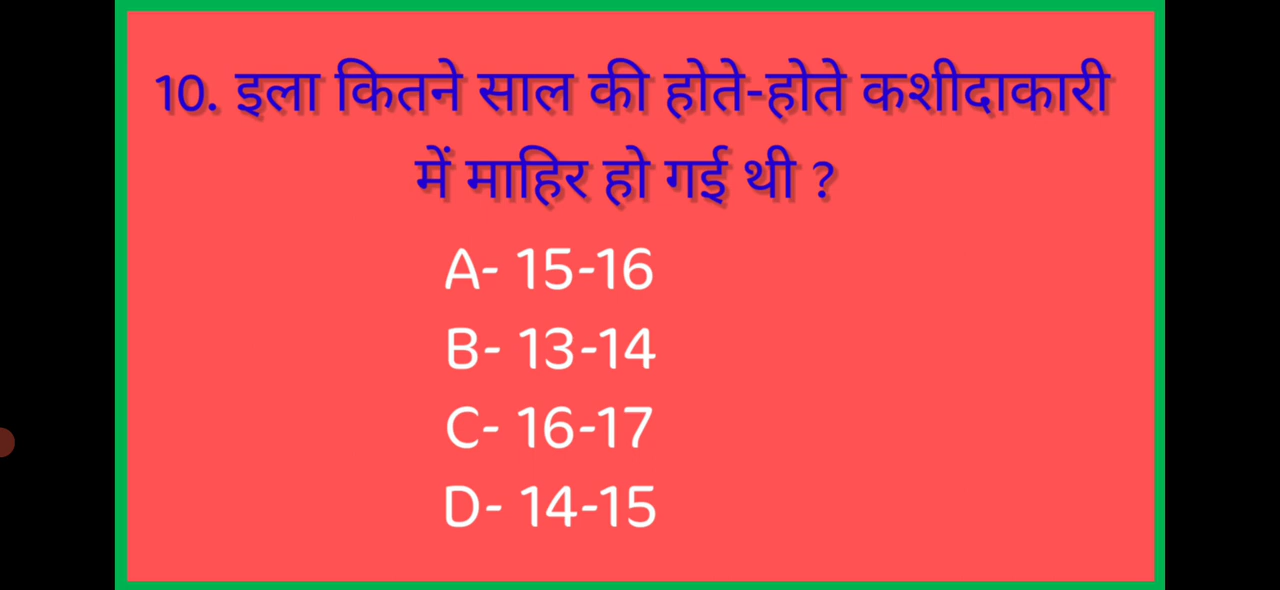 10. इला कितने साल की होते-होते कशीदाकारी
में माहिर हो गई थी ?
A- 15-16
B- 13-14
C- 16-17
D- 14-15